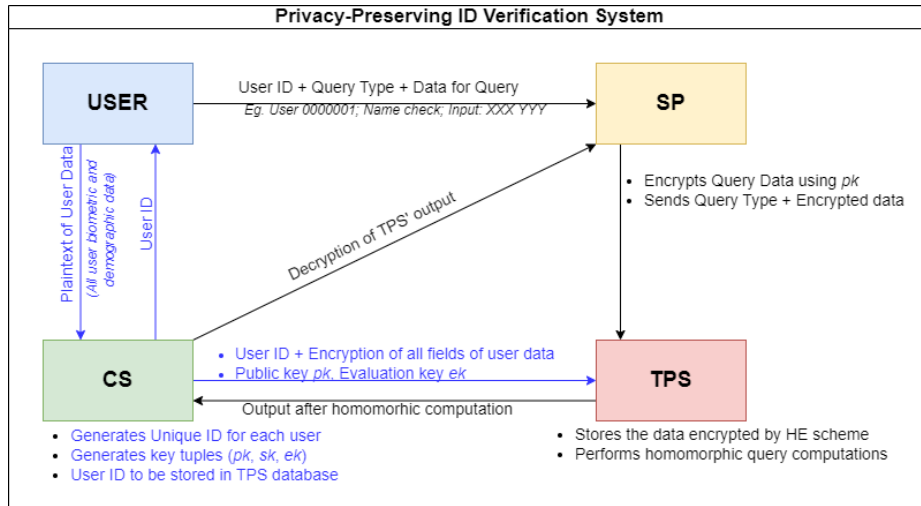 Privacy-Preserving ID Verification System
USER
User ID + Query Type + Data for Query
Eg. User 0000001; Name check; Input: XXX YYY
SP
Plaintext of User Data
(All user biometric and
demographic data)
User ID
• Encrypts Query Data using pk
• Sends Query Type + Encrypted data
Decryption of TPS' output
CS
• User ID + Encryption of all fields of user data
• Public key pk, Evaluation key ek
Output after homomorhic computation
TPS
• Generates Unique ID for each user
• Generates key tuples (pk, sk, ek)
• User ID to be stored in TPS database
• Stores the data encrypted by HE scheme
• Performs homomorphic query computations